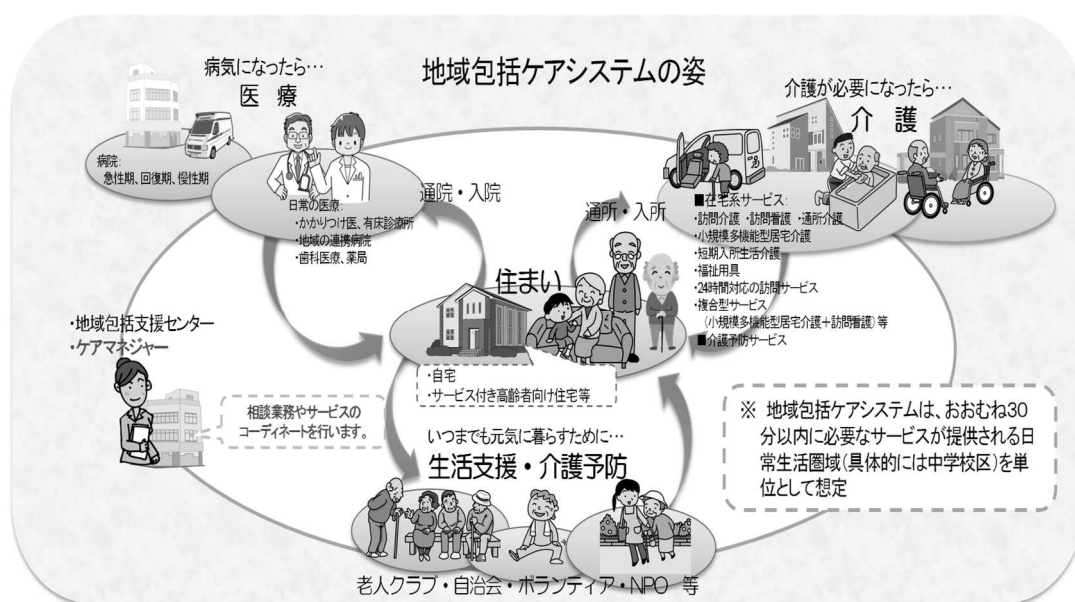 地域包括ケアシステムの姿
病気になったら…
医 療
病院:
急性期、回復期、慢性期
日常の医療:
・かかりつけ医、有床診療所
・地域の連携病院
・歯科医療、薬局
通院・入院
通所・入所
介護が必要になったら…
介 護
■在宅系サービス:
・訪問介護 ・訪問看護 ・通所介護
・小規模多機能型居宅介護
・短期入所生活介護
・福祉用具
・24時間対応の訪問サービス
・複合型サービス
(小規模多機能型居宅介護+訪問看護)等
■介護予防サービス
住まい
・自宅
・サービス付き高齢者向け住宅等
・地域包括支援センター
・ケアマネジャー
相談業務やサービスの
コーディネートを行います。
いつまでも元気に暮らすために…
生活支援・介護予防
老人クラブ・自治会・ボランティア・NPO 等
※ 地域包括ケアシステムは、おおむね30
分以内に必要なサービスが提供される日
常生活圏域(具体的には中学校区)を単
位として想定